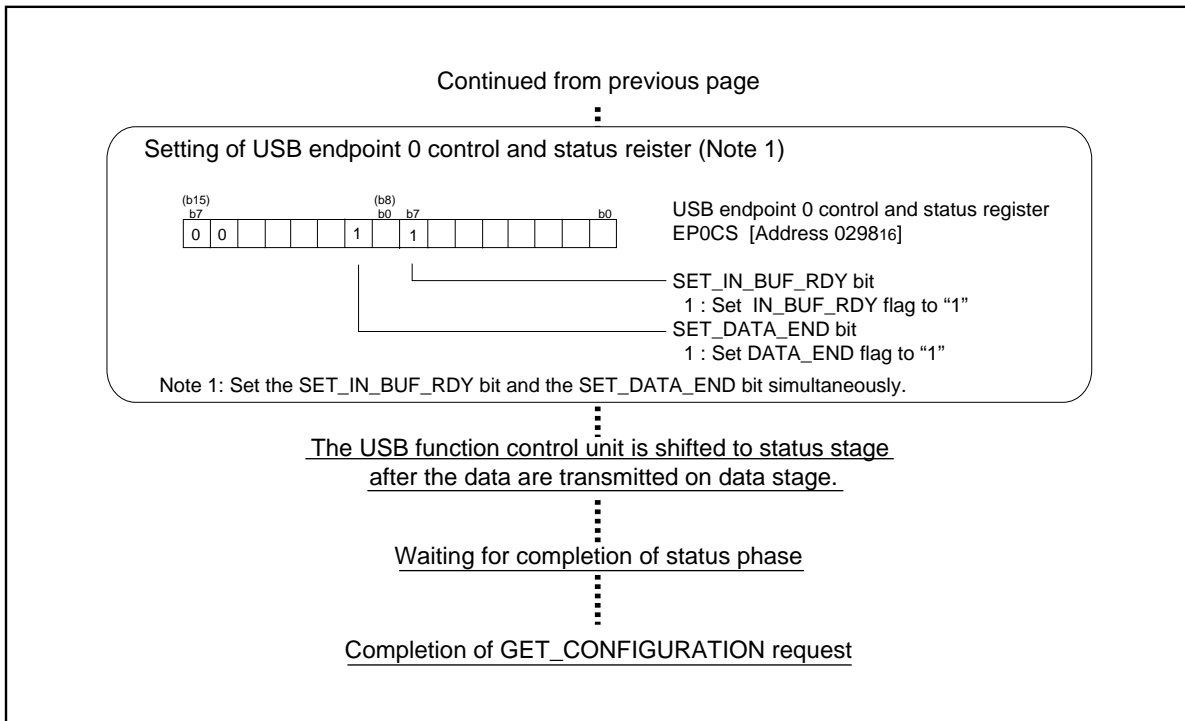 Continued from previous page
Setting of USB endpoint 0 control and status reister (Note 1)
(b15) (b8)
b7 b0 b7 b0
0 0 1 1
USB endpoint 0 control and status register
EP0CS [Address 029816]
SET_IN_BUF_RDY bit
1 : Set IN_BUF_RDY flag to “1”
SET_DATA_END bit
1 : Set DATA_END flag to “1”
Note 1: Set the SET_IN_BUF_RDY bit and the SET_DATA_END bit simultaneously.
The USB function control unit is shifted to status stage
after the data are transmitted on data stage.
Waiting for completion of status phase
Completion of GET_CONFIGURATION request